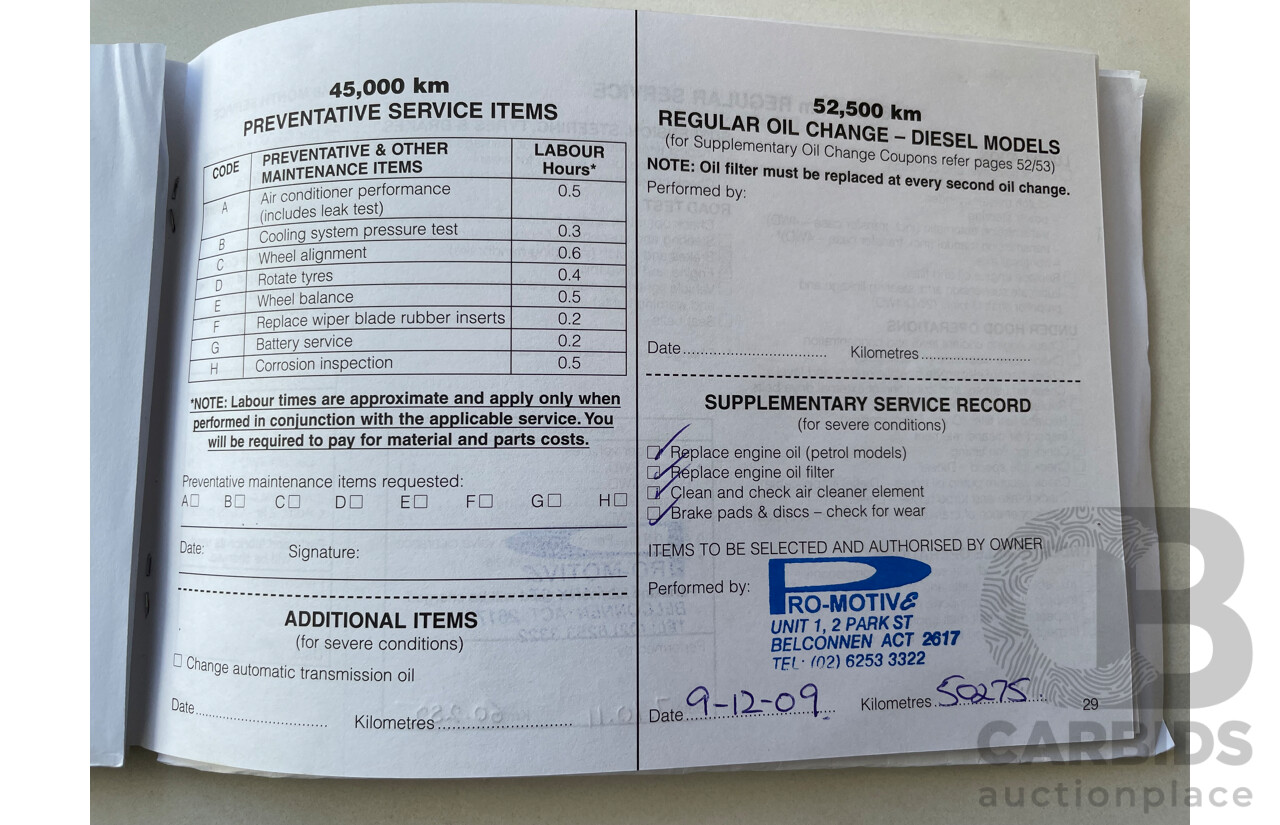 45,000 km
PREVENTATIVE SERVICE ITEMS
CODE PREVENTATIVE & OTHER MAINTENANCE ITEMS LABOUR Hours*
A Air conditioner performance (includes leak test) 0.5
B Cooling system pressure test 0.3
C Wheel alignment 0.6
D Rotate tyres 0.4
E Wheel balance 0.5
F Replace wiper blade rubber inserts 0.2
G Battery service 0.2
H Corrosion inspection 0.5
*NOTE: Labour times are approximate and apply only when
performed in conjunction with the applicable service. You
will be required to pay for material and parts costs.
Preventative maintenance items requested:
A☐ B☐ C☐ D☐ E☐ F☐ G☐ H☐
Date: Signature:
ADDITIONAL ITEMS
(for severe conditions)
☐ Change automatic transmission oil
Date.............................. Kilometres..............................
52,500 km
REGULAR OIL CHANGE – DIESEL MODELS
(for Supplementary Oil Change Coupons refer pages 52/53)
NOTE: Oil filter must be replaced at every second oil change.
Performed by:
Date................................. Kilometres.........................
SUPPLEMENTARY SERVICE RECORD
(for severe conditions)
☑ Replace engine oil (petrol models)
☑ Replace engine oil filter
☑ Clean and check air cleaner element
☑ Brake pads & discs – check for wear
ITEMS TO BE SELECTED AND AUTHORISED BY OWNER
Performed by:
PRO-MOTIVE
UNIT 1, 2 PARK ST
BELCONNEN ACT 2617
TEL: (02) 6253 3322
Date 9-12-09 Kilometres 50275
29
CB
CARBIDS
auctionplace